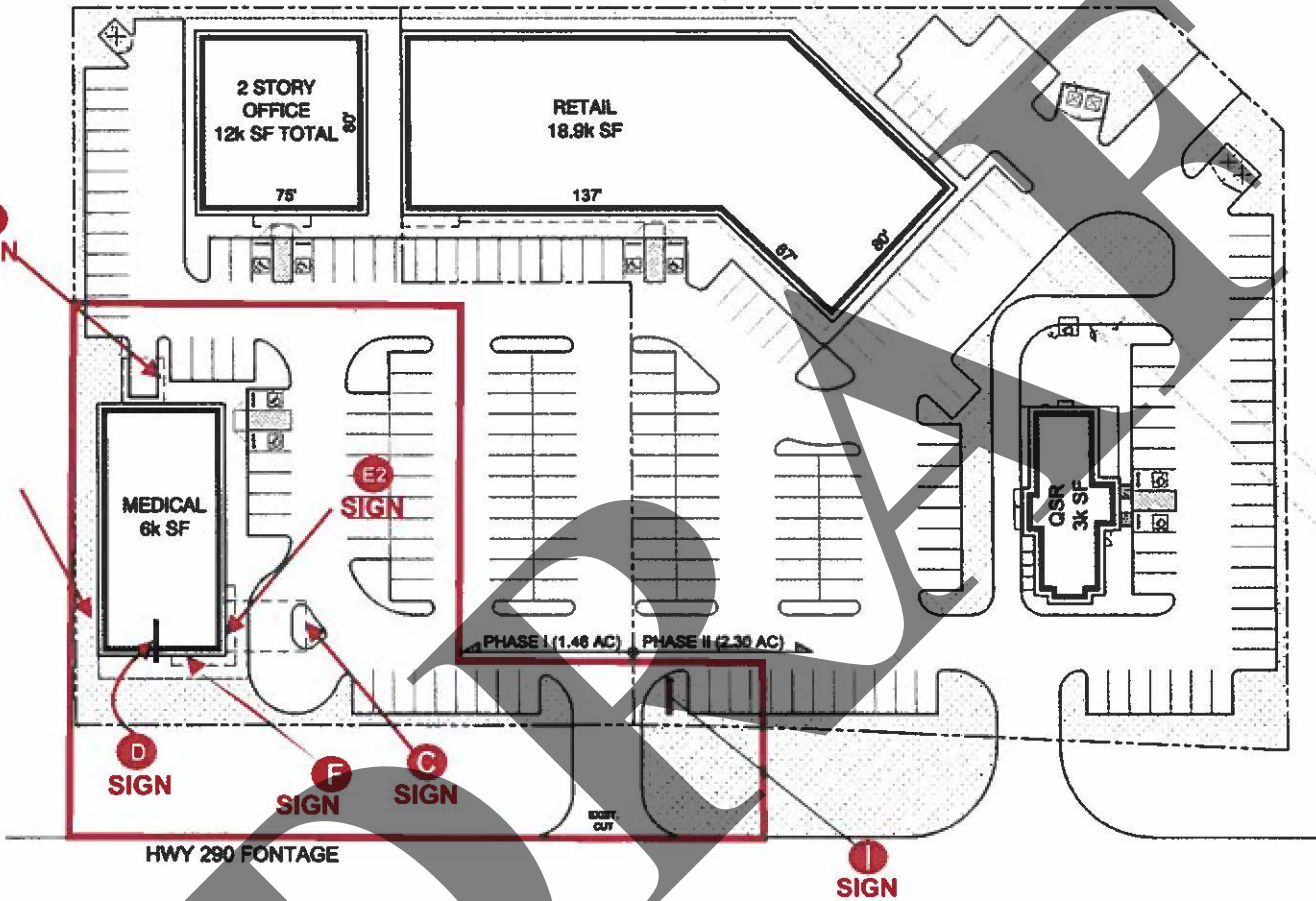 2 STORY
OFFICE
12k SF TOTAL
80'
75'
RETAIL
18.9k SF
137'
67'
80'
N
MEDICAL
6k SF
E2
SIGN
QSR
3k SF
PHASE I (1.46 AC)
PHASE II (2.30 AC)
D
SIGN
F
SIGN
C
SIGN
EXIST.
CUT
HWY 290 FONTAGE
I
SIGN
DRAFT